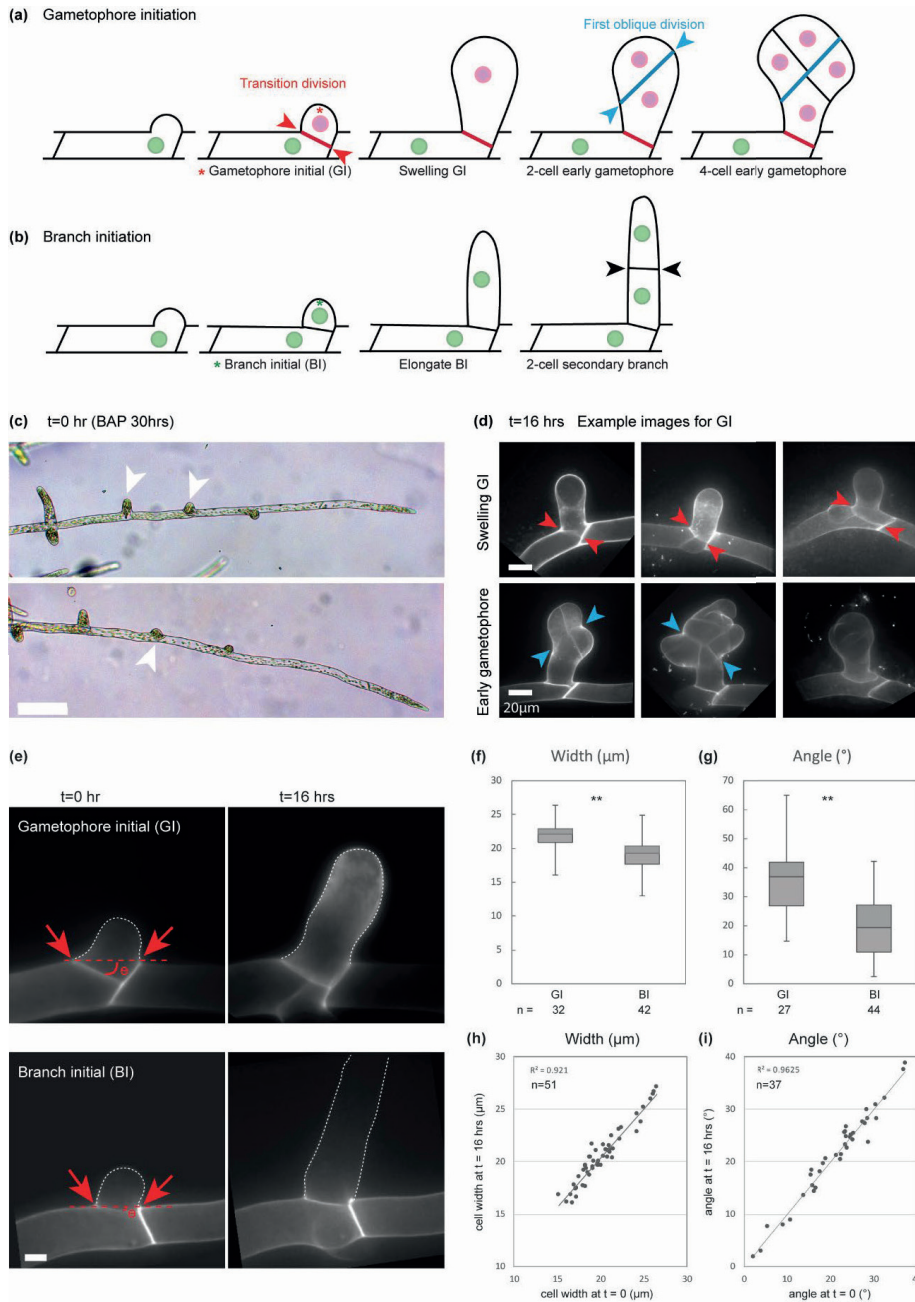 (a) Gametophore initiation
First oblique division
Transition division
* Gametophore initial (GI)
Swelling GI
2-cell early gametophore
4-cell early gametophore
(b) Branch initiation
* Branch initial (BI)
Elongate BI
2-cell secondary branch
(c) t=0 hr (BAP 30hrs)
(d) t=16 hrs Example images for GI
Swelling GI
Early gametophore
20µm
(e)
t=0 hr
t=16 hrs
Gametophore initial (GI)
Branch initial (BI)
(f) Width (µm)
30
25
20
15
10
5
0
**
GI BI
n = 32 42
(g) Angle (°)
70
60
50
40
30
20
10
0
**
GI BI
n = 27 44
(h) Width (µm)
R² = 0.921
n=51
cell width at t = 16 hrs (µm)
30
25
20
15
10
10 15 20 25 30
cell width at t = 0 (µm)
(i) Angle (°)
R² = 0.9625
n=37
angle at t = 16 hrs (°)
40
30
20
10
0
0 10 20 30
angle at t = 0 (°)